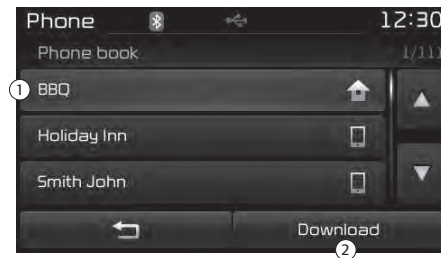 Phone 12:30
Phone book 1/111
1 BBQ
Holiday Inn
Smith John
Download
2